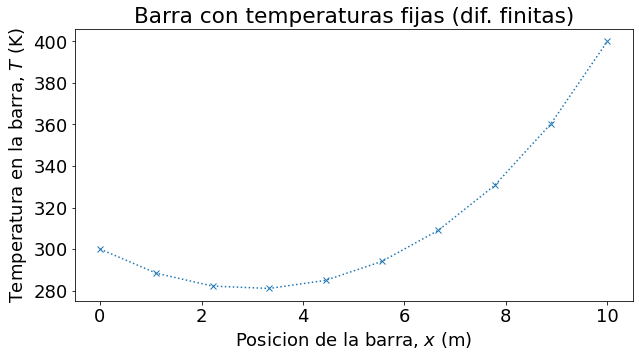 Barra con temperaturas fijas (dif. finitas)
Temperatura en la barra, T (K)
400
380
360
340
320
300
280
0 2 4 6 8 10
Posicion de la barra, x (m)